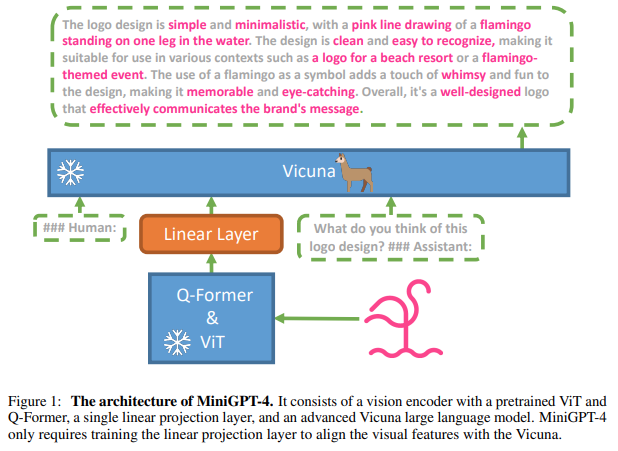 The logo design is simple and minimalistic, with a pink line drawing of a flamingo
standing on one leg in the water. The design is clean and easy to recognize, making it
suitable for use in various contexts such as a logo for a beach resort or a flamingo-
themed event. The use of a flamingo as a symbol adds a touch of whimsy and fun to
the design, making it memorable and eye-catching. Overall, it's a well-designed logo
that effectively communicates the brand's message.
Vicuna
### Human:
Linear Layer
What do you think of this
logo design? ### Assistant:
Q-Former
&
ViT
Figure 1: The architecture of MiniGPT-4. It consists of a vision encoder with a pretrained ViT and
Q-Former, a single linear projection layer, and an advanced Vicuna large language model. MiniGPT-4
only requires training the linear projection layer to align the visual features with the Vicuna.